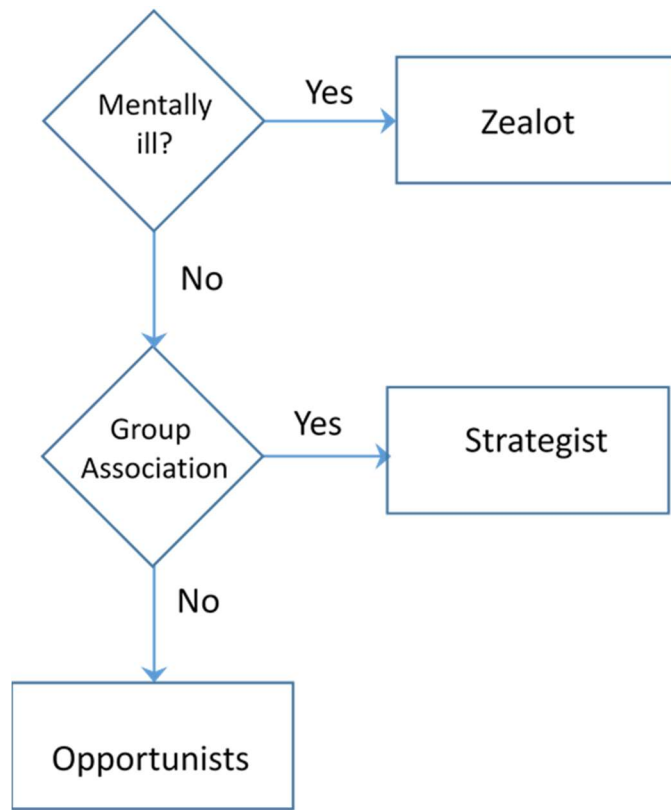 Mentally
ill?
Yes
Zealot
No
Group
Association
Yes
Strategist
No
Opportunists